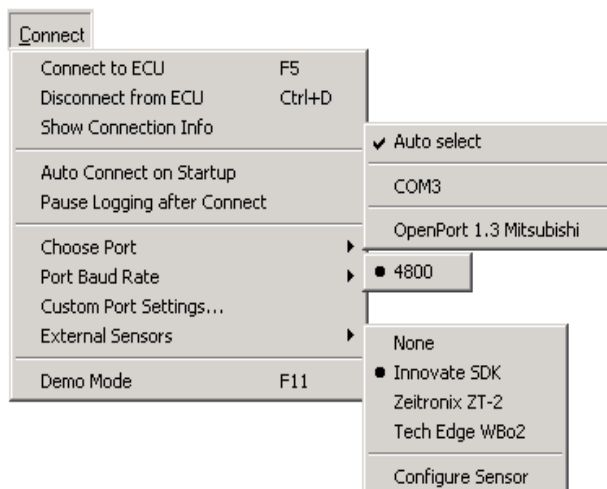 Connect
Connect to ECU F5
Disconnect from ECU Ctrl+D
Show Connection Info
Auto Connect on Startup
Pause Logging after Connect
Choose Port
Port Baud Rate
Custom Port Settings...
External Sensors
Demo Mode F11
Auto select
COM3
OpenPort 1.3 Mitsubishi
4800
None
Innovate SDK
Zeitronix ZT-2
Tech Edge WBo2
Configure Sensor